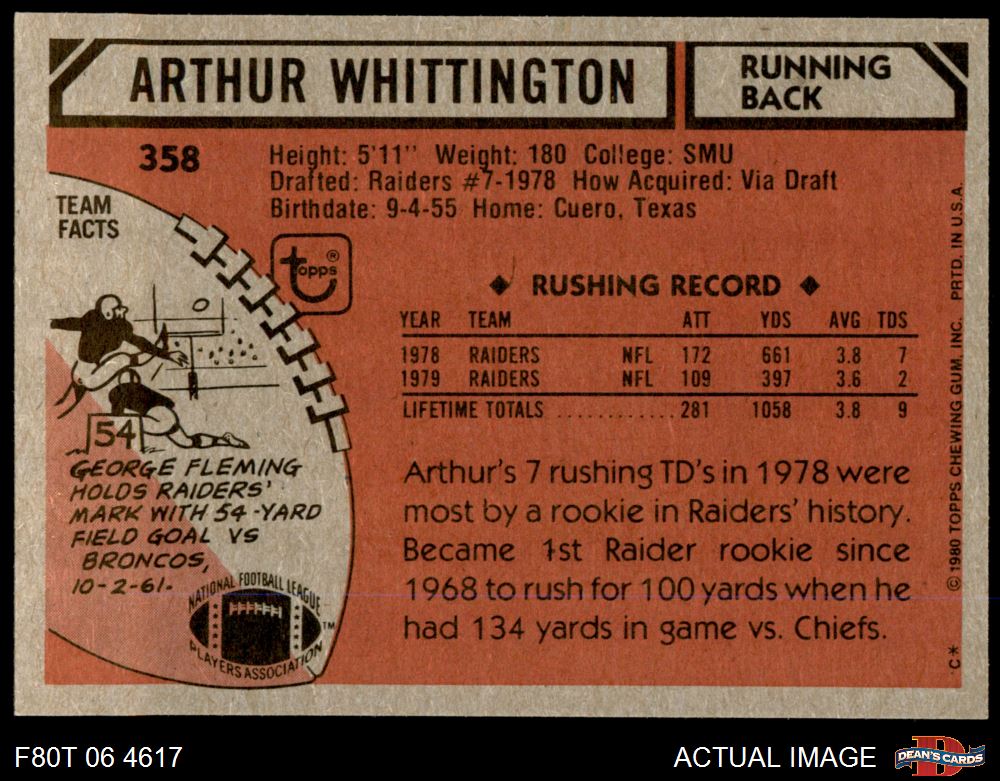 ARTHUR WHITTINGTON
RUNNING
BACK
358
Height: 5'11" Weight: 180 College: SMU
Drafted: Raiders #7-1978 How Acquired: Via Draft
Birthdate: 9-4-55 Home: Cuero, Texas
TEAM
FACTS
topps®
54
GEORGE FLEMING
HOLDS RAIDERS'
MARK WITH 54-YARD
FIELD GOAL VS
BRONCOS,
10-2-61.
NATIONAL FOOTBALL LEAGUE
PLAYERS ASSOCIATION
TM
◆ RUSHING RECORD ◆
YEAR TEAM ATT YDS AVG TDS
1978 RAIDERS NFL 172 661 3.8 7
1979 RAIDERS NFL 109 397 3.6 2
LIFETIME TOTALS ............ 281 1058 3.8 9
Arthur's 7 rushing TD's in 1978 were
most by a rookie in Raiders' history.
Became 1st Raider rookie since
1968 to rush for 100 yards when he
had 134 yards in game vs. Chiefs.
C* © 1980 TOPPS CHEWING GUM, INC. PRTD. IN U.S.A.
F80T 06 4617
ACTUAL IMAGE
D
DEAN'S CARDS